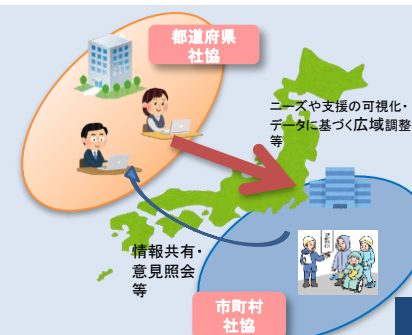 都道府県
社協
ニーズや支援の可視化・
データに基づく広域調整
等
情報共有・
意見照会
等
市町村
社協